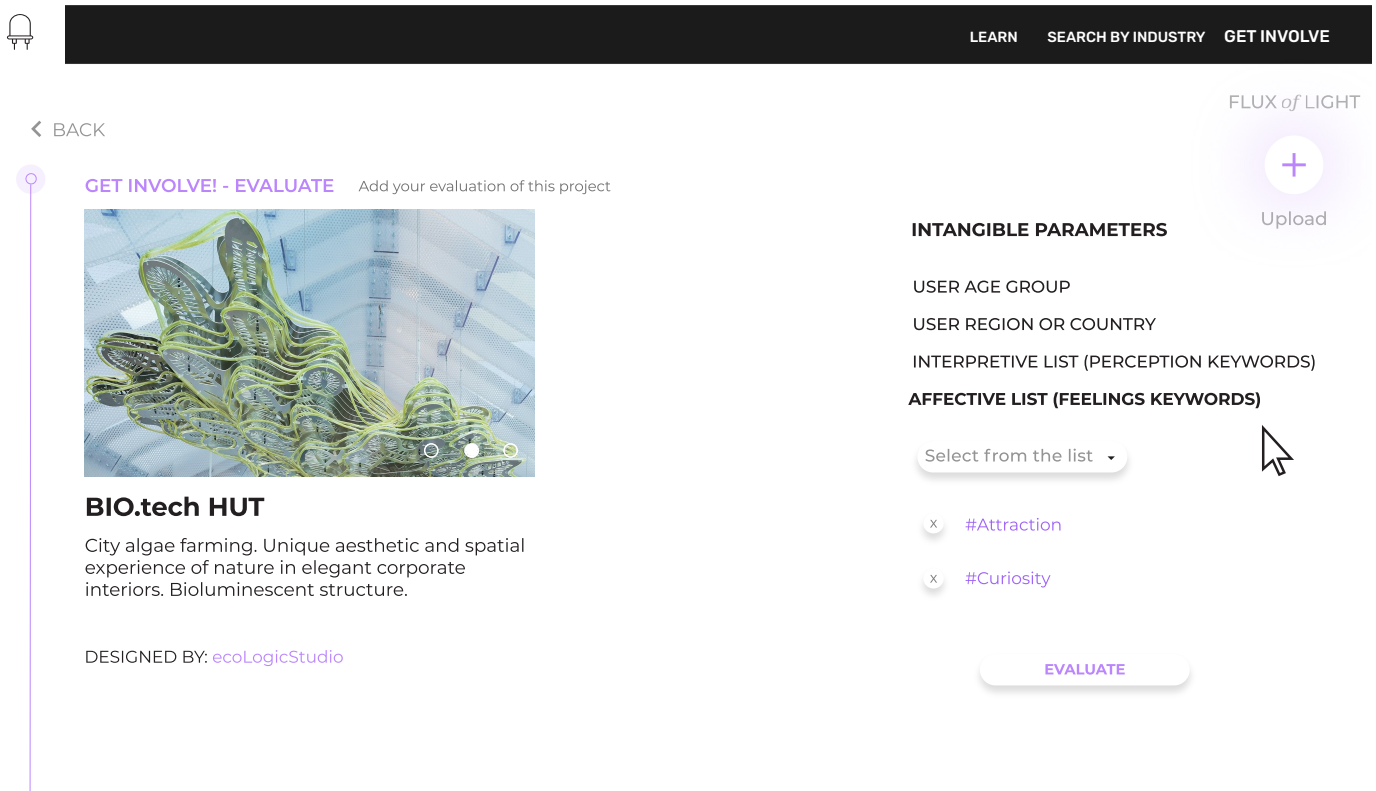 LEARN SEARCH BY INDUSTRY GET INVOLVE
FLUX of LIGHT
BACK
Upload
GET INVOLVE! - EVALUATE Add your evaluation of this project
INTANGIBLE PARAMETERS
USER AGE GROUP
USER REGION OR COUNTRY
INTERPRETIVE LIST (PERCEPTION KEYWORDS)
AFFECTIVE LIST (FEELINGS KEYWORDS)
Select from the list
x #Attraction
x #Curiosity
EVALUATE
BIO.tech HUT
City algae farming. Unique aesthetic and spatial
experience of nature in elegant corporate
interiors. Bioluminescent structure.
DESIGNED BY: ecoLogicStudio